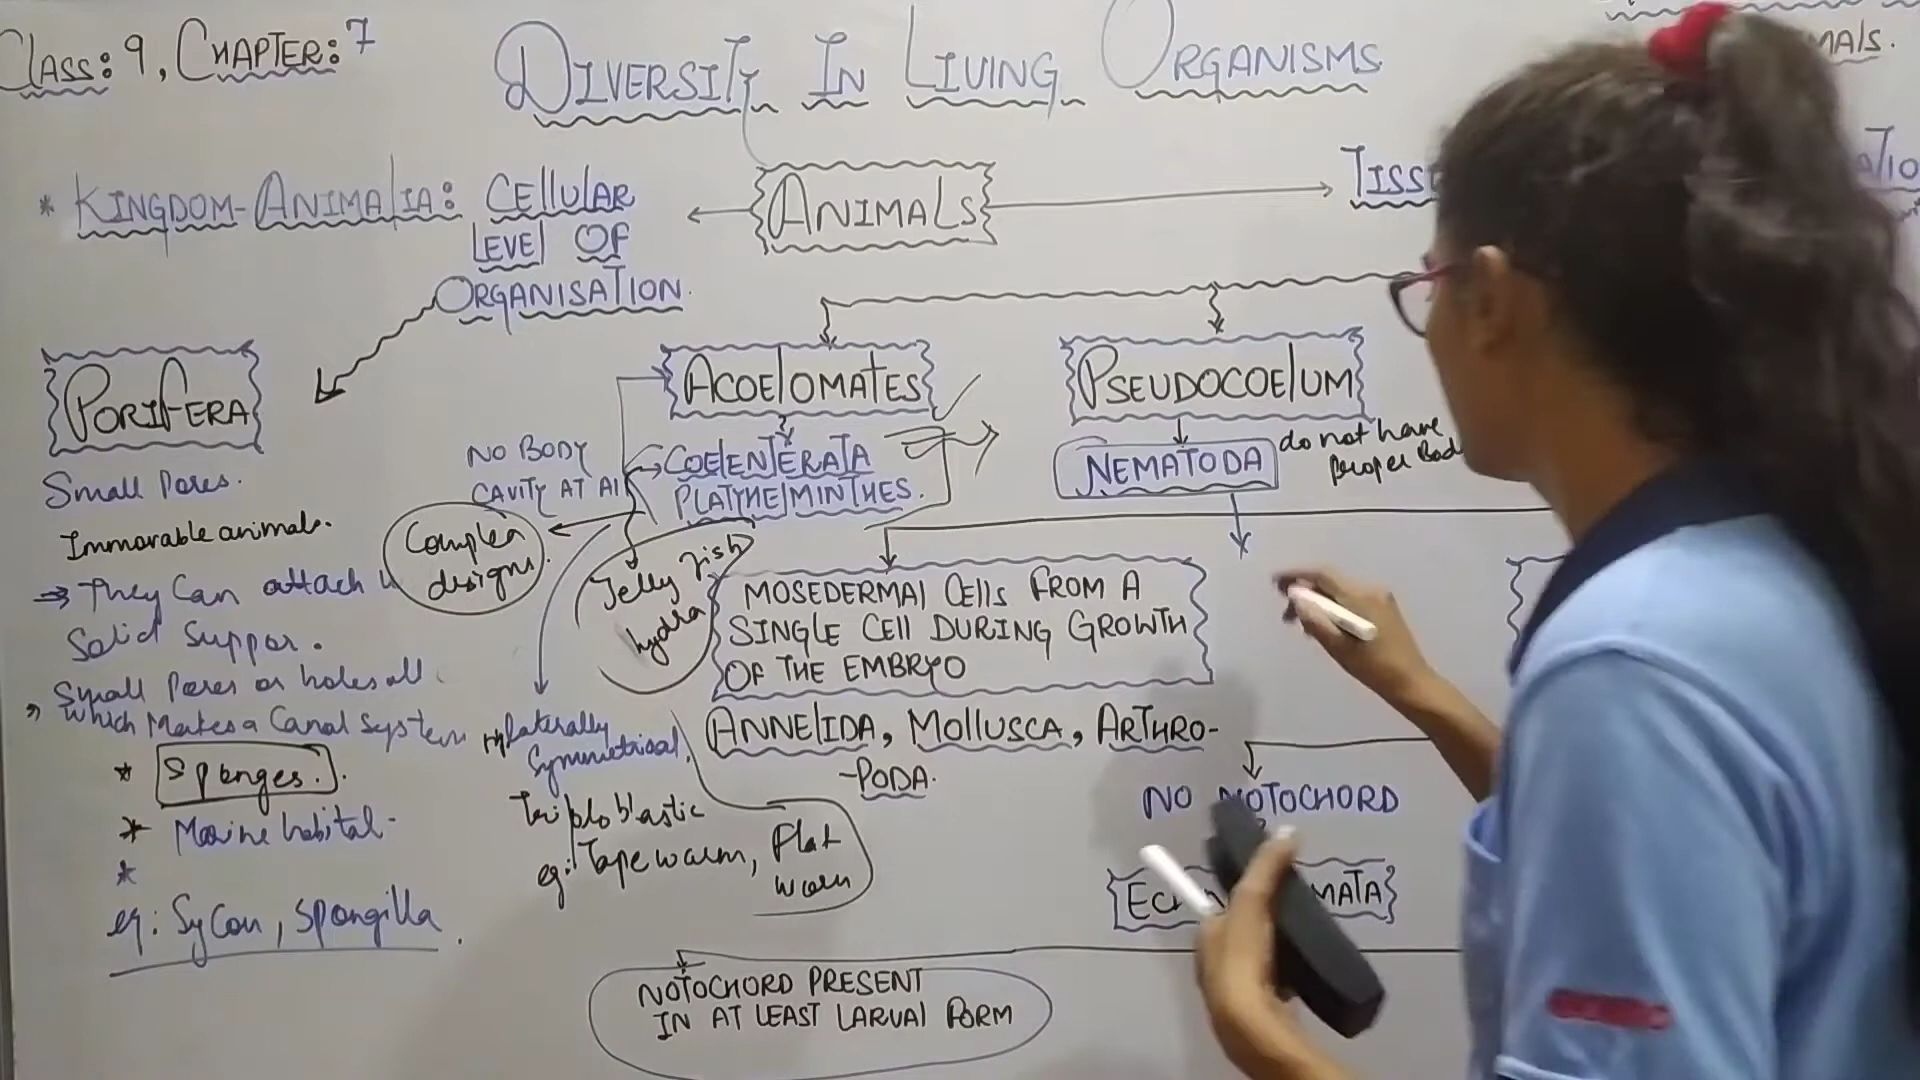 CLASS: 9, CHAPTER: 7
DIVERSITY IN LIVING ORGANISMS
* KINGDOM-ANIMALIA: CELLULAR
LEVEL OF
ORGANISATION.
ANIMALS
PORIFERA
Small Pores.
Immovable animals.
⇒ They Can attach
Solid Suppor.
Small Pores or holes all
which Makes a Canal System
* Sponges.
* Marine habital-
*
eg: Sycon, Spongilla.
ACOELOMATES
NO BODY
CAVITY AT
COELENTERATA
PLATYHELMINTHES.
Complex
designs.
Jelly fish
hydra
laterally
Symmetrical.
Triploblastic
eg: Tapeworm, Flat
worm
PSEUDOCOELUM
NEMATODA
do not have
proper
MOSEDERMAL CELLS FROM A
SINGLE CELL DURING GROWTH
OF THE EMBRYO
ANNELIDA, MOLLUSCA, ARTHRO-
-PODA.
NO NOTOCHORD
NOTOCHORD PRESENT
IN AT LEAST LARVAL FORM